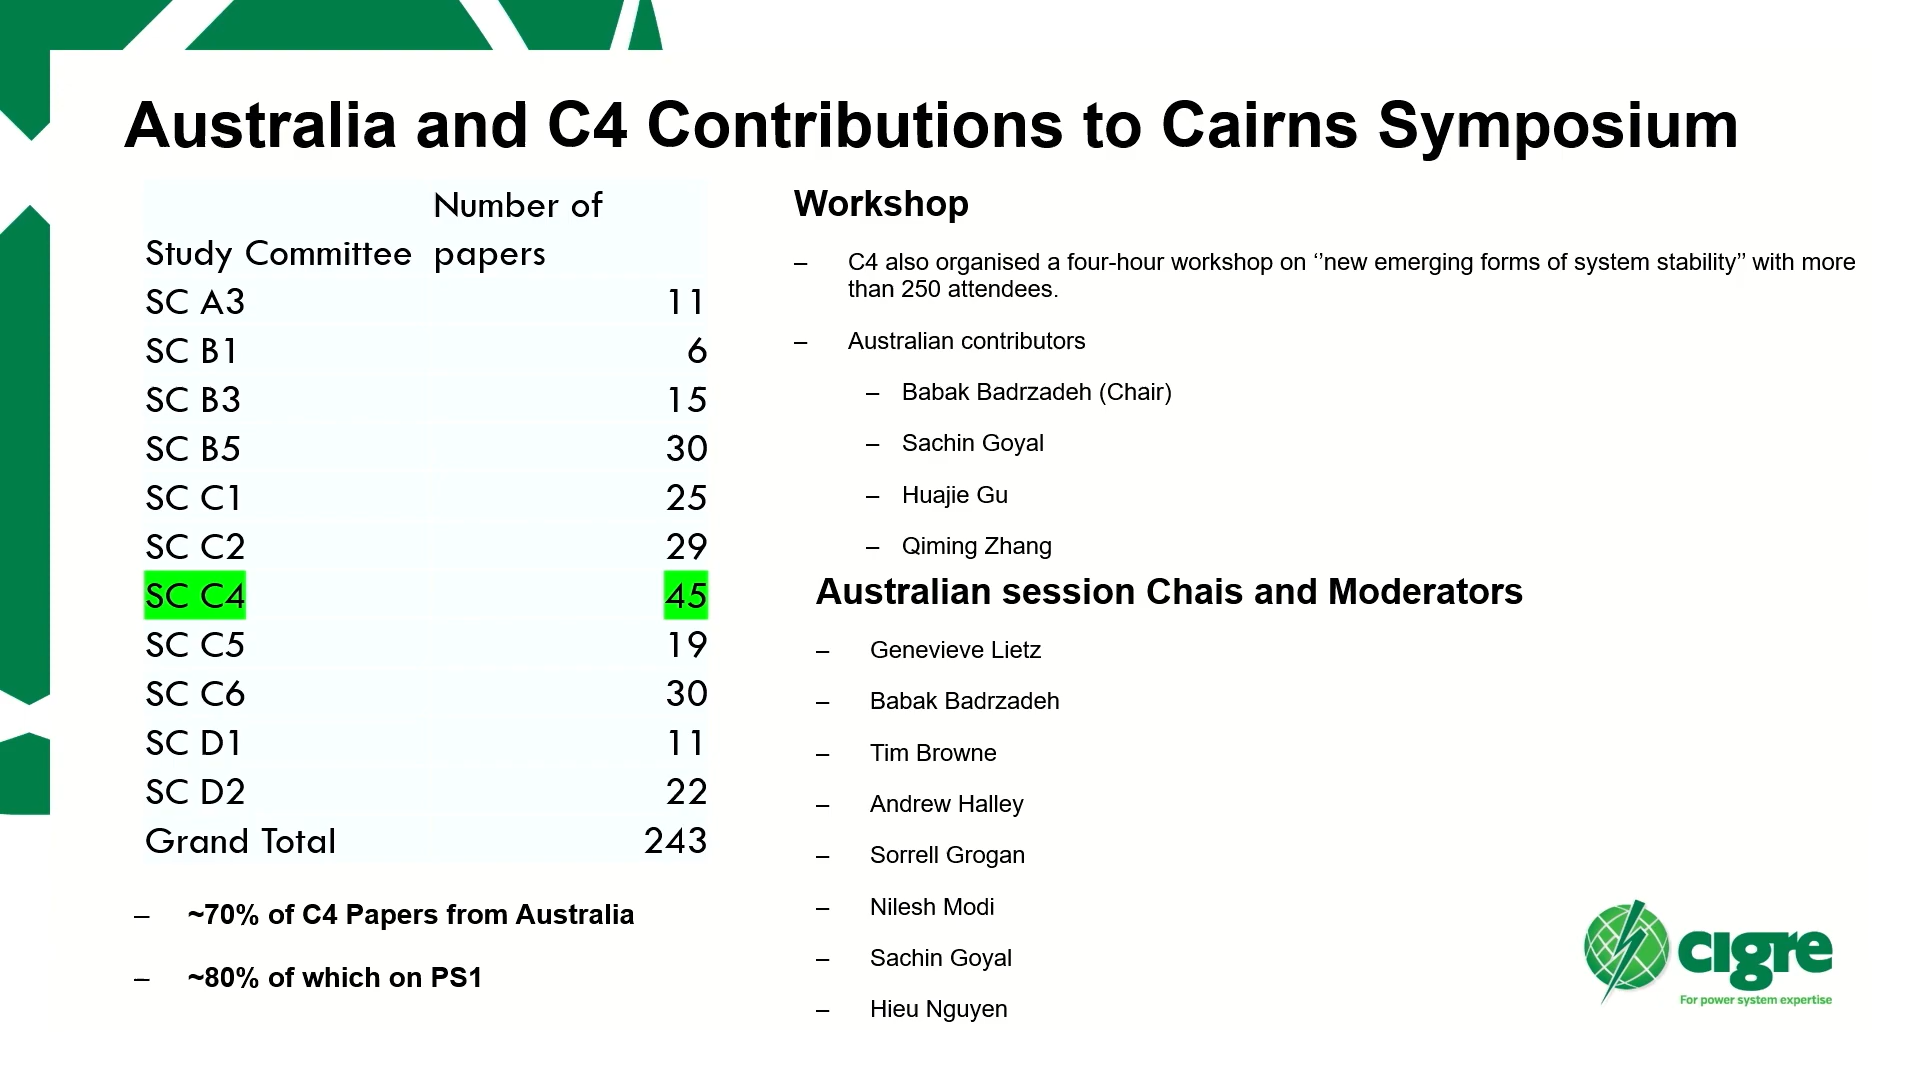 Australia and C4 Contributions to Cairns Symposium
Number of
Study Committee papers
SC A3 11
SC B1 6
SC B3 15
SC B5 30
SC C1 25
SC C2 29
SC C4 45
SC C5 19
SC C6 30
SC D1 11
SC D2 22
Grand Total 243
– ~70% of C4 Papers from Australia
– ~80% of which on PS1
Workshop
– C4 also organised a four-hour workshop on ‘’new emerging forms of system stability’’ with more
than 250 attendees.
– Australian contributors
– Babak Badrzadeh (Chair)
– Sachin Goyal
– Huajie Gu
– Qiming Zhang
Australian session Chais and Moderators
– Genevieve Lietz
– Babak Badrzadeh
– Tim Browne
– Andrew Halley
– Sorrell Grogan
– Nilesh Modi
– Sachin Goyal
– Hieu Nguyen
cigre
For power system expertise